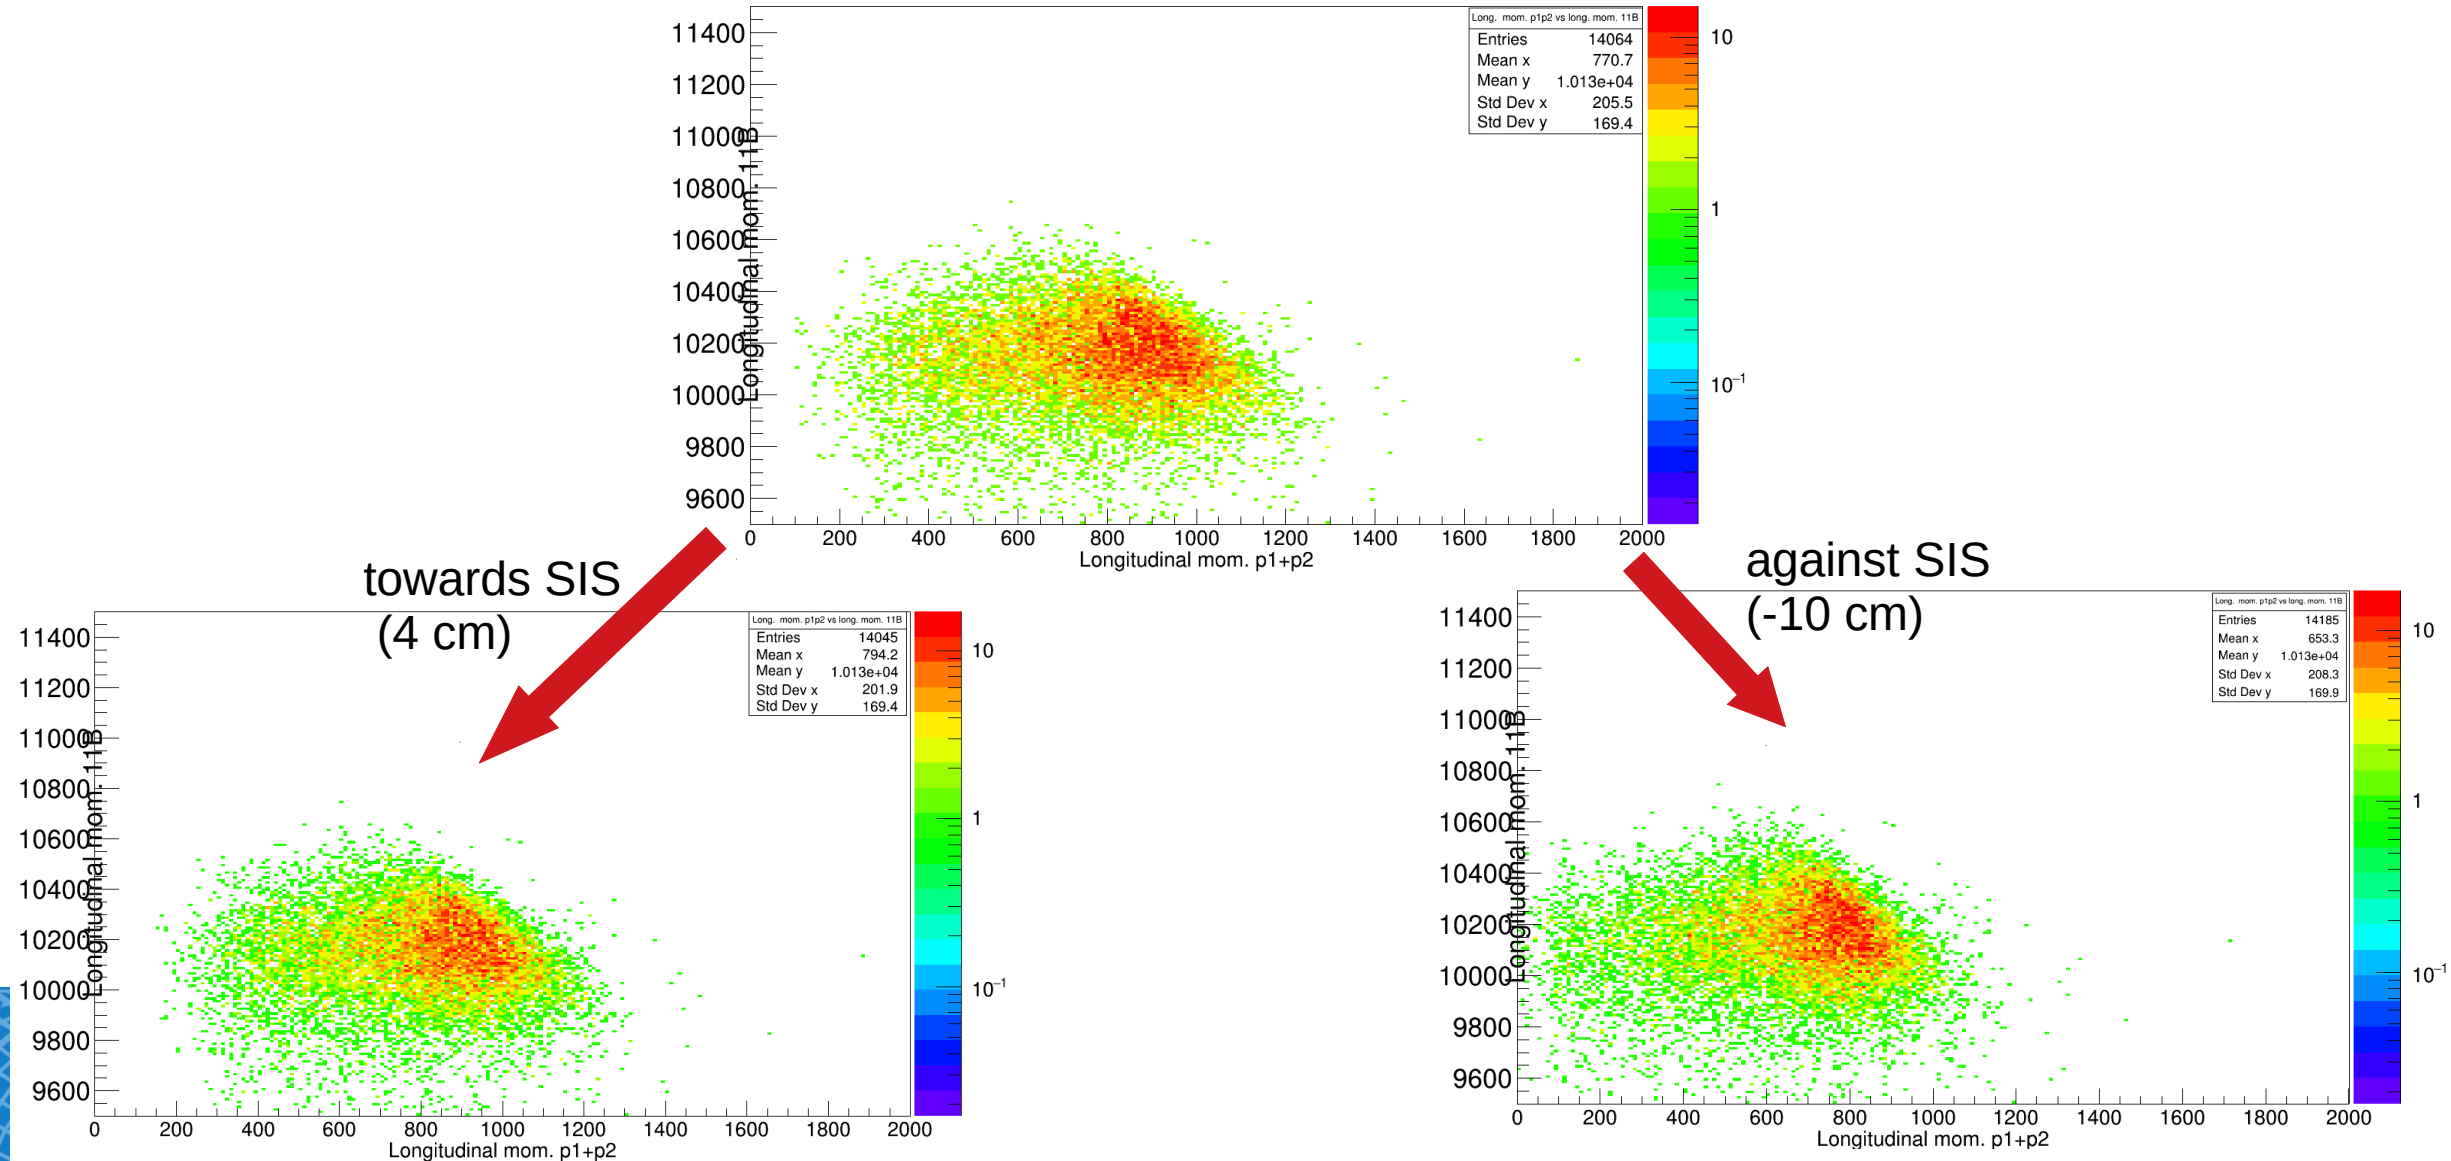 Long. mom. p1p2 vs long. mom. 11B
Entries 14064
Mean x 770.7
Mean y 1.013e+04
Std Dev x 205.5
Std Dev y 169.4
11400
11200
11000
10800
10600
10400
10200
10000
9800
9600
Longitudinal mom. 11B
0 200 400 600 800 1000 1200 1400 1600 1800 2000
Longitudinal mom. p1+p2
10
1
10⁻¹
towards SIS
(4 cm)
against SIS
(-10 cm)
Long. mom. p1p2 vs long. mom. 11B
Entries 14045
Mean x 794.2
Mean y 1.013e+04
Std Dev x 201.9
Std Dev y 169.4
11400
11200
11000
10800
10600
10400
10200
10000
9800
9600
Longitudinal mom. 11B
0 200 400 600 800 1000 1200 1400 1600 1800 2000
Longitudinal mom. p1+p2
10
1
10⁻¹
Long. mom. p1p2 vs long. mom. 11B
Entries 14185
Mean x 653.3
Mean y 1.013e+04
Std Dev x 208.3
Std Dev y 169.9
11400
11200
11000
10800
10600
10400
10200
10000
9800
9600
Longitudinal mom. 11B
0 200 400 600 800 1000 1200 1400 1600 1800 2000
Longitudinal mom. p1+p2
10
1
10⁻¹